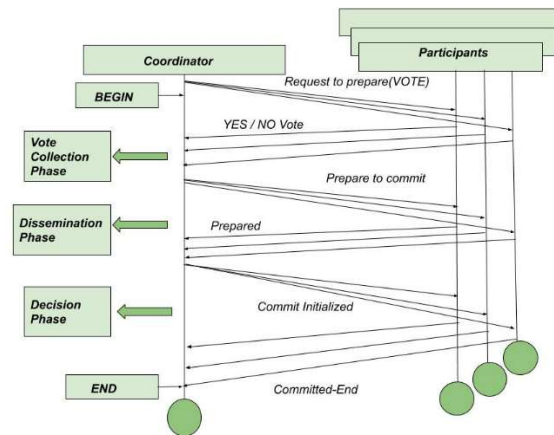 Coordinator
Participants
Request to prepare(VOTE)
BEGIN
YES / NO Vote
Vote
Collection
Phase
Prepare to commit
Dissemination
Phase
Prepared
Decision
Phase
Commit Initialized
END
Committed-End